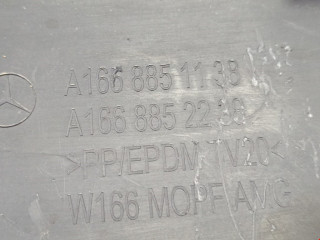 A166 885 11 38
A166 885 22 38
>PP/EPDM TV20<
W166 MOPF AMG